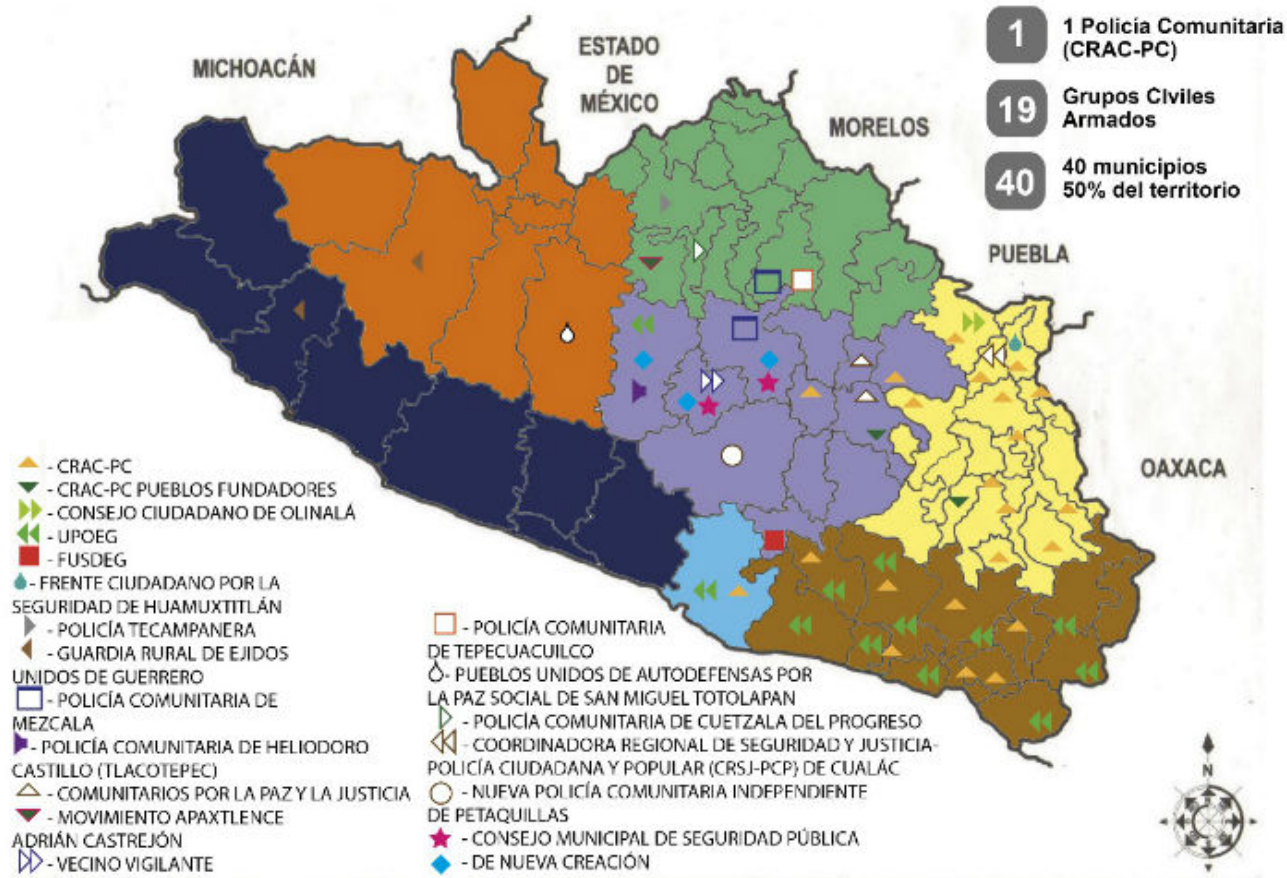 MICHOACÁN
ESTADO
DE
MÉXICO
MORELOS
PUEBLA
OAXACA
1
1 Policía Comunitaria
(CRAC-PC)
19
Grupos CIviles
Armados
40
40 municipios
50% del territorio
- CRAC-PC
- CRAC-PC PUEBLOS FUNDADORES
- CONSEJO CIUDADANO DE OLINALÁ
- UPOEG
- FUSDEG
- FRENTE CIUDADANO POR LA
SEGURIDAD DE HUAMUXTITLÁN
- POLICÍA TECAMPANERA
- GUARDIA RURAL DE EJIDOS
UNIDOS DE GUERRERO
- POLICÍA COMUNITARIA DE
MEZCALA
- POLICÍA COMUNITARIA DE HELIODORO
CASTILLO (TLACOTEPEC)
- COMUNITARIOS POR LA PAZ Y LA JUSTICIA
- MOVIMIENTO APAXTLENCE
ADRIÁN CASTREJÓN
- VECINO VIGILANTE
- POLICÍA COMUNITARIA
DE TEPECUACUILCO
- PUEBLOS UNIDOS DE AUTODEFENSAS POR
LA PAZ SOCIAL DE SAN MIGUEL TOTOLAPAN
- POLICÍA COMUNITARIA DE CUETZALA DEL PROGRESO
- COORDINADORA REGIONAL DE SEGURIDAD Y JUSTICIA-
POLICÍA CIUDADANA Y POPULAR (CRSJ-PCP) DE CUALÁC
- NUEVA POLICÍA COMUNITARIA INDEPENDIENTE
DE PETAQUILLAS
- CONSEJO MUNICIPAL DE SEGURIDAD PÚBLICA
- DE NUEVA CREACIÓN
N